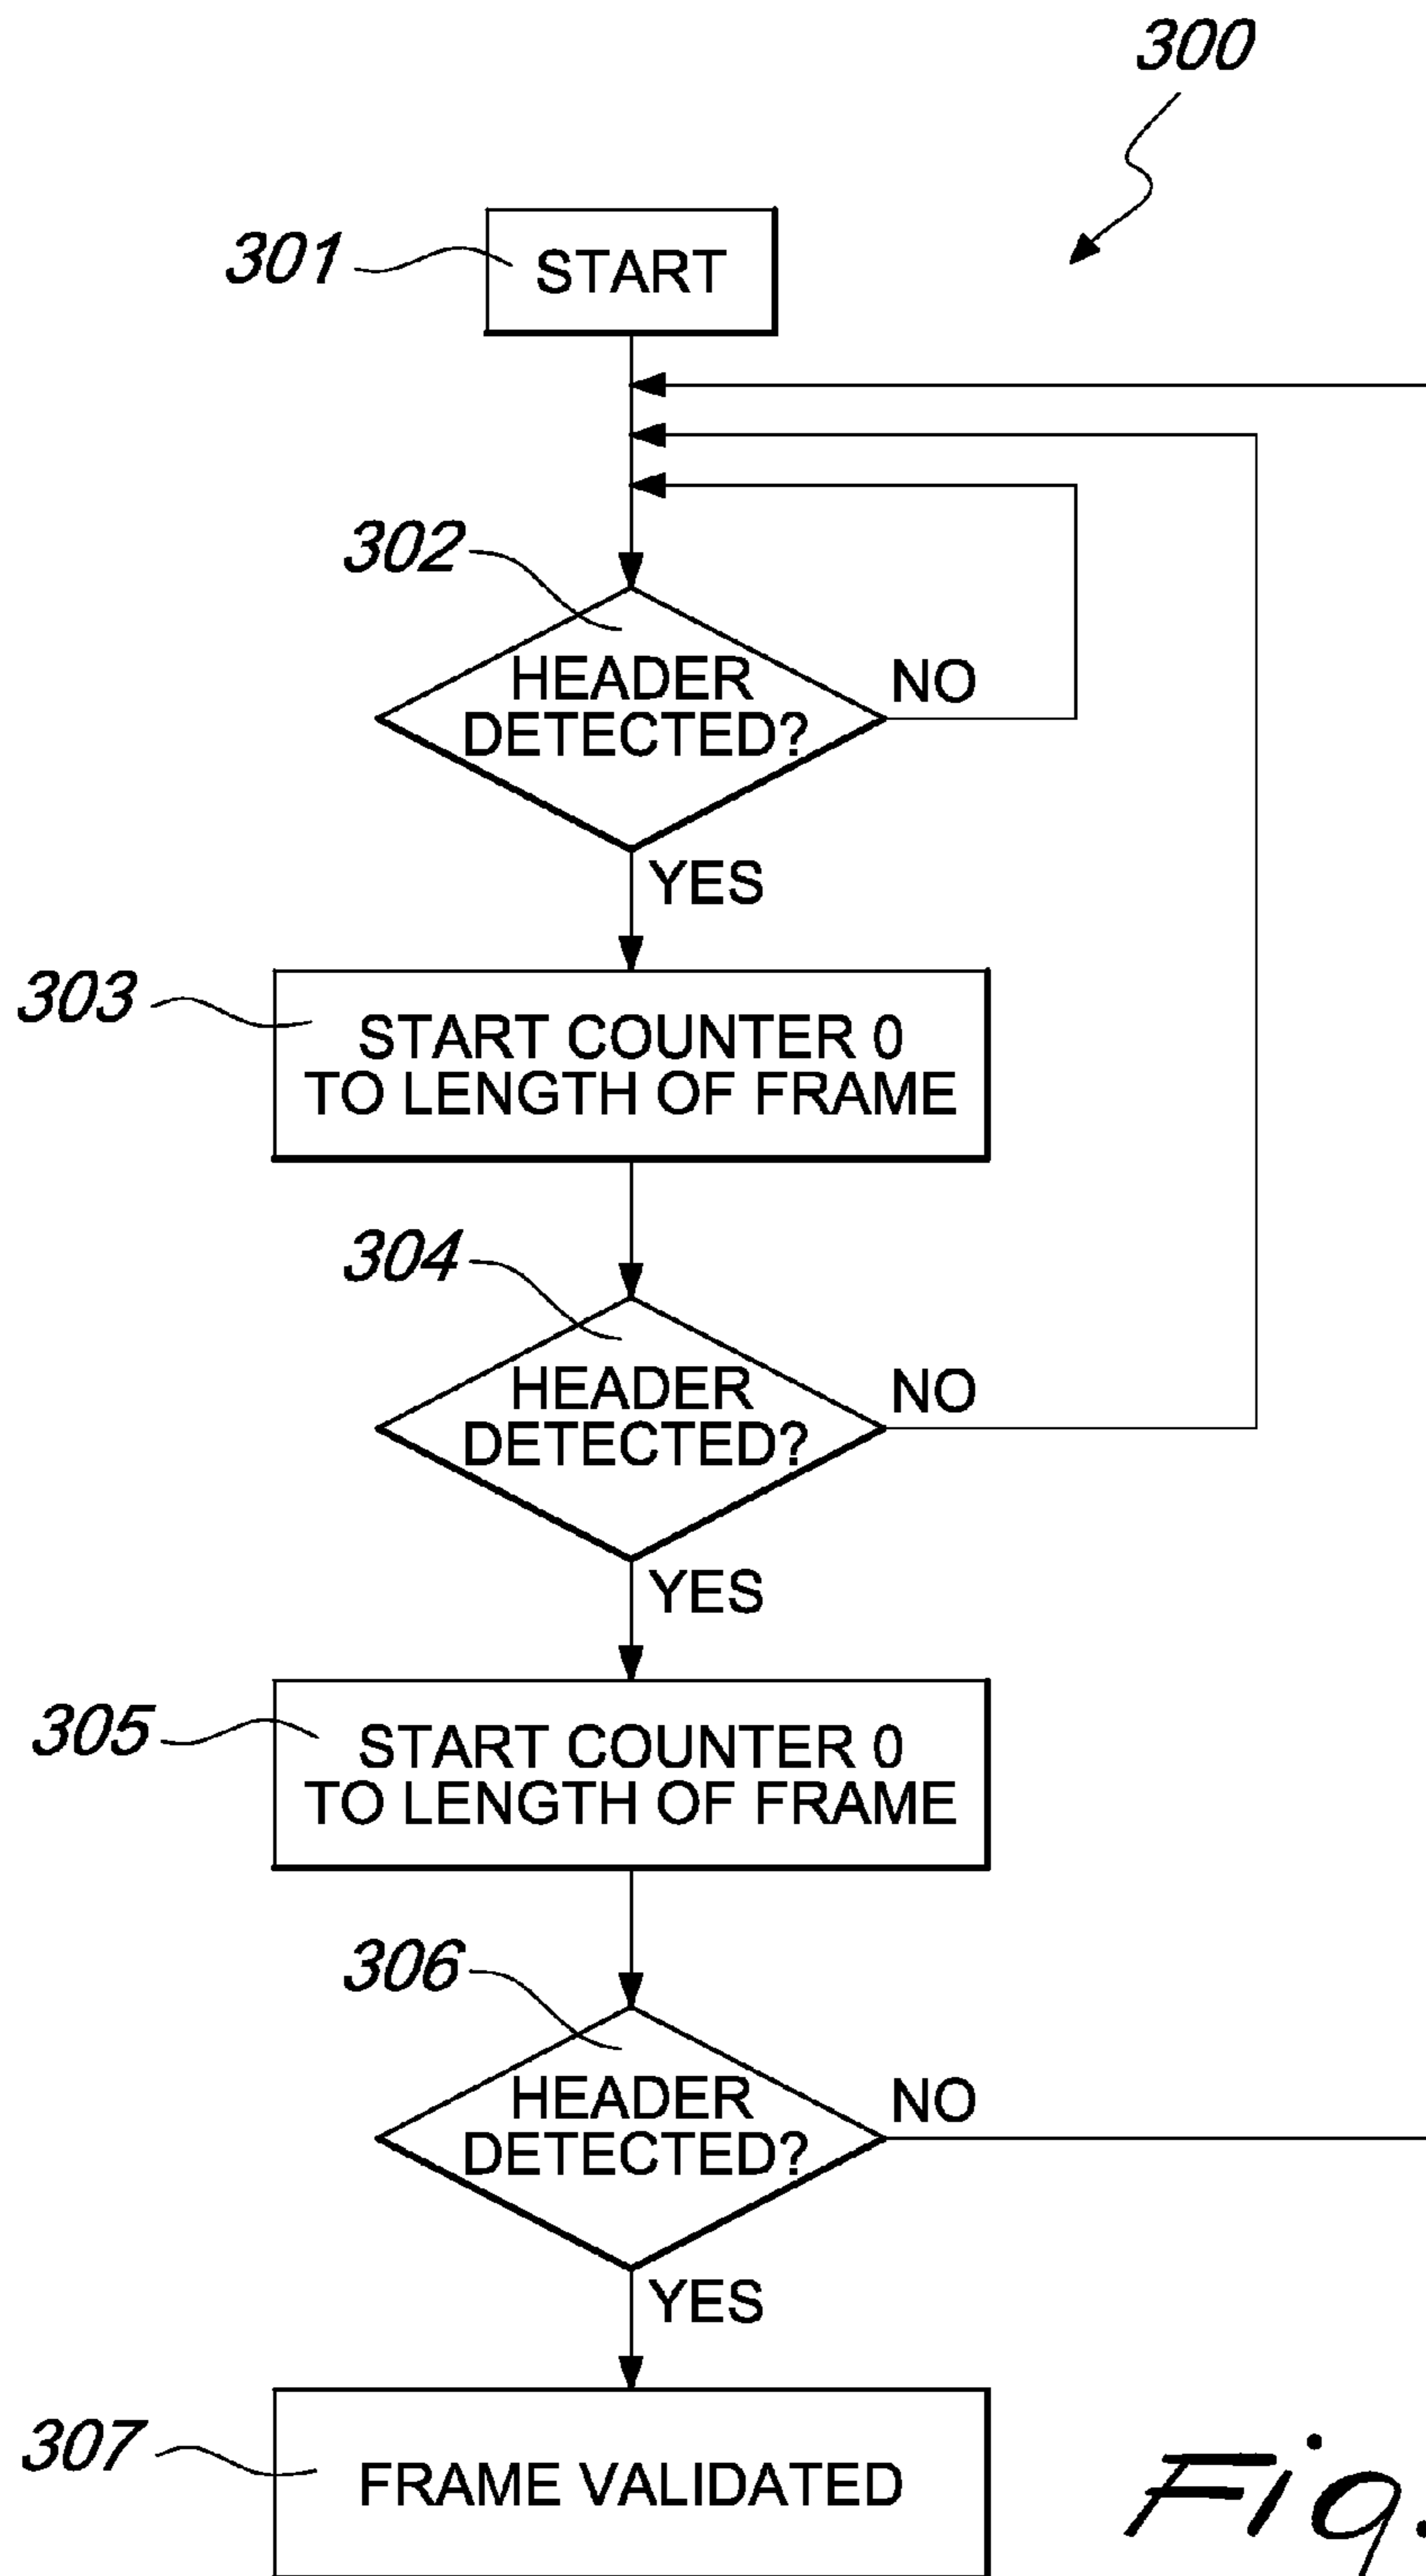 300
301
START
302
HEADER
DETECTED?
NO
YES
303
START COUNTER 0
TO LENGTH OF FRAME
304
HEADER
DETECTED?
NO
YES
305
START COUNTER 0
TO LENGTH OF FRAME
306
HEADER
DETECTED?
NO
YES
307
FRAME VALIDATED
Fig.